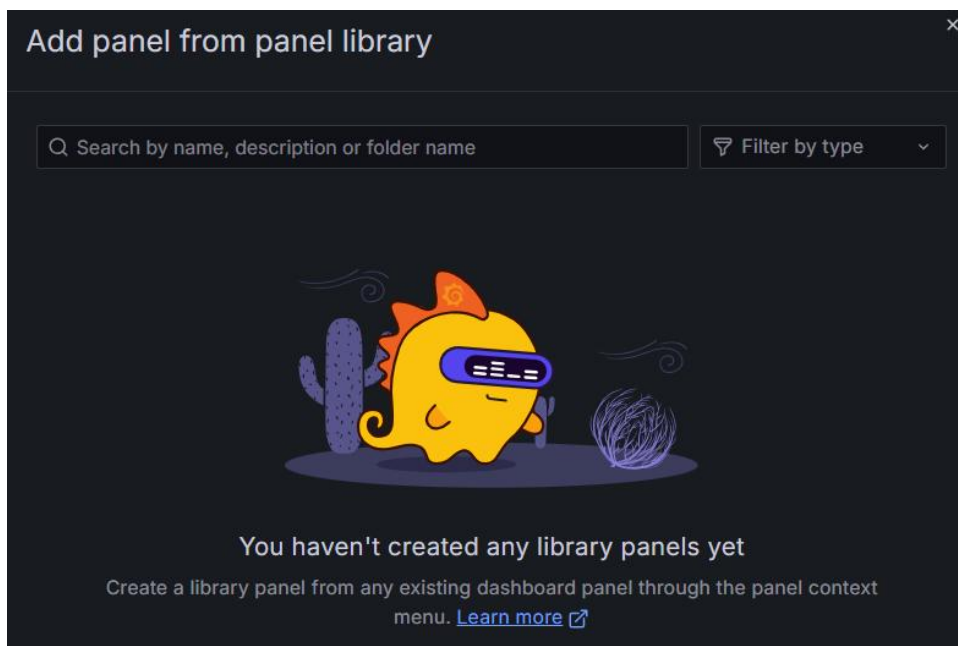 Add panel from panel library
Search by name, description or folder name
Filter by type
You haven't created any library panels yet
Create a library panel from any existing dashboard panel through the panel context
menu. Learn more